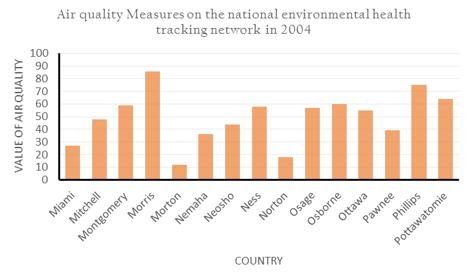 Air quality Measures on the national environmental health
tracking network in 2004
VALUE OF AIR QUALITY
100
90
80
70
60
50
40
30
20
10
0
Miami
Mitchell
Montgomery
Morris
Morton
Nemaha
Neosho
Ness
Norton
Osage
Osborne
Ottawa
Pawnee
Phillips
Pottawatomie
COUNTRY